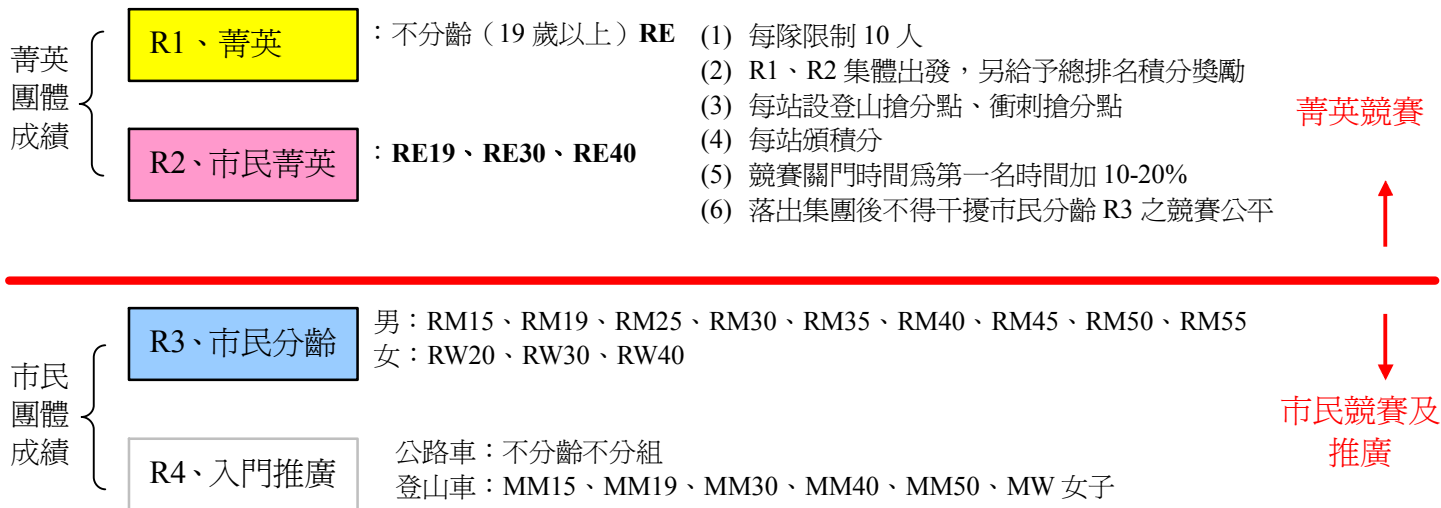 菁英
團體
成績
R1、菁英
：不分齡（19 歲以上）RE
R2、市民菁英
：RE19、RE30、RE40
(1) 每隊限制 10 人
(2) R1、R2 集體出發，另給予總排名積分獎勵
(3) 每站設登山搶分點、衝刺搶分點
(4) 每站頒積分
(5) 競賽關門時間為第一名時間加 10-20%
(6) 落出集團後不得干擾市民分齡 R3 之競賽公平
菁英競賽
市民
團體
成績
R3、市民分齡
男：RM15、RM19、RM25、RM30、RM35、RM40、RM45、RM50、RM55
女：RW20、RW30、RW40
R4、入門推廣
公路車：不分齡不分組
登山車：MM15、MM19、MM30、MM40、MM50、MW 女子
市民競賽及
推廣